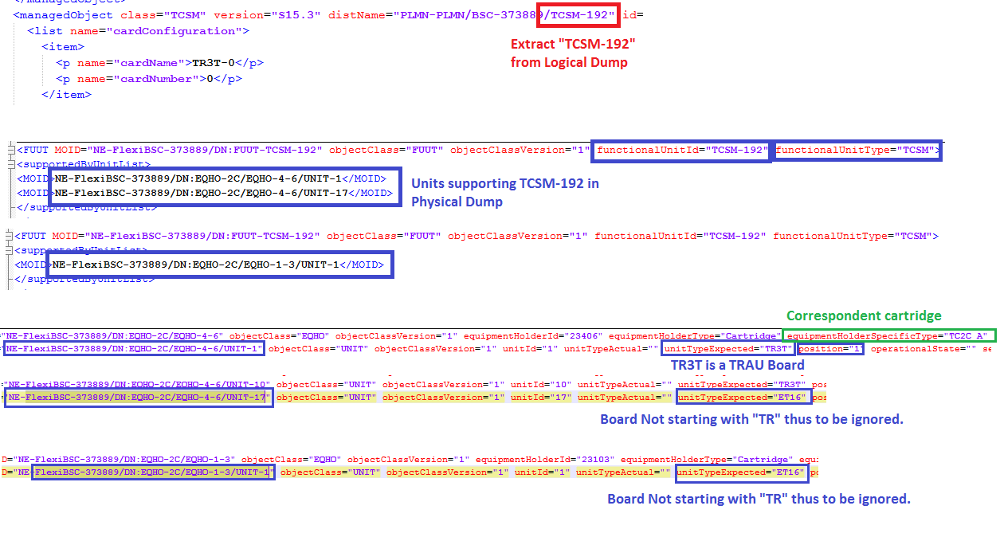 </managedObject>
<managedObject class="TCSM" version="S15.3" distName="PLMN-PLMN/BSC-373889/TCSM-192" id=
<list name="cardConfiguration">
<item>
<p name="cardName">TR3T-0</p>
<p name="cardNumber">0</p>
</item>
Extract "TCSM-192"
from Logical Dump
<FUUT MOID="NE-FlexiBSC-373889/DN:FUUT-TCSM-192" objectClass="FUUT" objectClassVersion="1" functionalUnitId="TCSM-192" functionalUnitType="TCSM">
<supportedByUnitList>
<MOID>NE-FlexiBSC-373889/DN:EQHO-2C/EQHO-4-6/UNIT-1</MOID>
<MOID>NE-FlexiBSC-373889/DN:EQHO-2C/EQHO-4-6/UNIT-17</MOID>
</supportedByUnitList>
Units supporting TCSM-192 in
Physical Dump
<FUUT MOID="NE-FlexiBSC-373889/DN:FUUT-TCSM-192" objectClass="FUUT" objectClassVersion="1" functionalUnitId="TCSM-192" functionalUnitType="TCSM">
<supportedByUnitList>
<MOID>NE-FlexiBSC-373889/DN:EQHO-2C/EQHO-1-3/UNIT-1</MOID>
</supportedByUnitList>
Correspondent cartridge
="NE-FlexiBSC-373889/DN:EQHO-2C/EQHO-4-6" objectClass="EQHO" objectClassVersion="1" equipmentHolderId="23406" equipmentHolderType="Cartridge" equipmentHolderSpecificType="TC2C A"
="NE-FlexiBSC-373889/DN:EQHO-2C/EQHO-4-6/UNIT-1" objectClass="UNIT" objectClassVersion="1" unitId="1" unitTypeActual="" unitTypeExpected="TR3T" position="1" operationalState="" se
TR3T is a TRAU Board
="NE-FlexiBSC-373889/DN:EQHO-2C/EQHO-4-6/UNIT-10" objectClass="UNIT" objectClassVersion="1" unitId="10" unitTypeActual="" unitTypeExpected="TR3T" pos
="NE-FlexiBSC-373889/DN:EQHO-2C/EQHO-4-6/UNIT-17" objectClass="UNIT" objectClassVersion="1" unitId="17" unitTypeActual="" unitTypeExpected="ET16" pos
Board Not starting with "TR" thus to be ignored.
D="NE-FlexiBSC-373889/DN:EQHO-2C/EQHO-1-3" objectClass="EQHO" objectClassVersion="1" equipmentHolderId="23103" equipmentHolderType="Cartridge" equi
D="NE-FlexiBSC-373889/DN:EQHO-2C/EQHO-1-3/UNIT-1" objectClass="UNIT" objectClassVersion="1" unitId="1" unitTypeActual="" unitTypeExpected="ET16" po
Board Not starting with "TR" thus to be ignored.